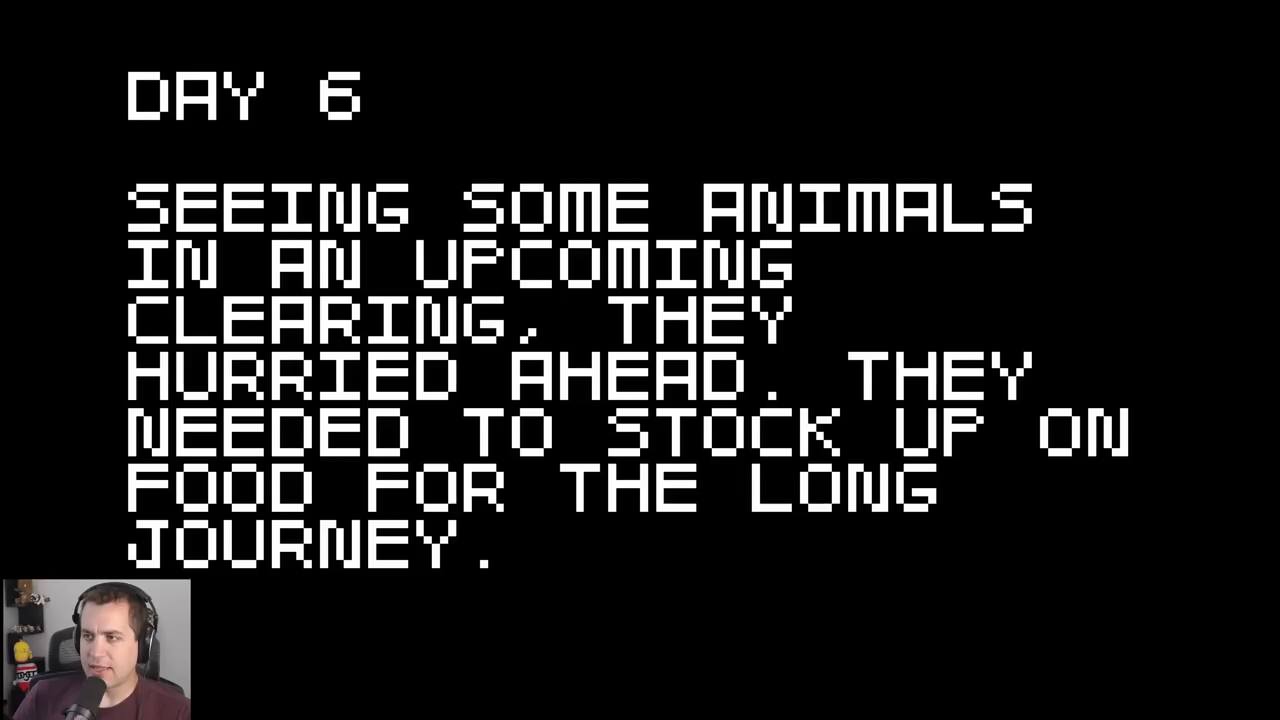 DAY 6
SEEING SOME ANIMALS
IN AN UPCOMING
CLEARING, THEY
HURRIED AHEAD. THEY
NEEDED TO STOCK UP ON
FOOD FOR THE LONG
JOURNEY.